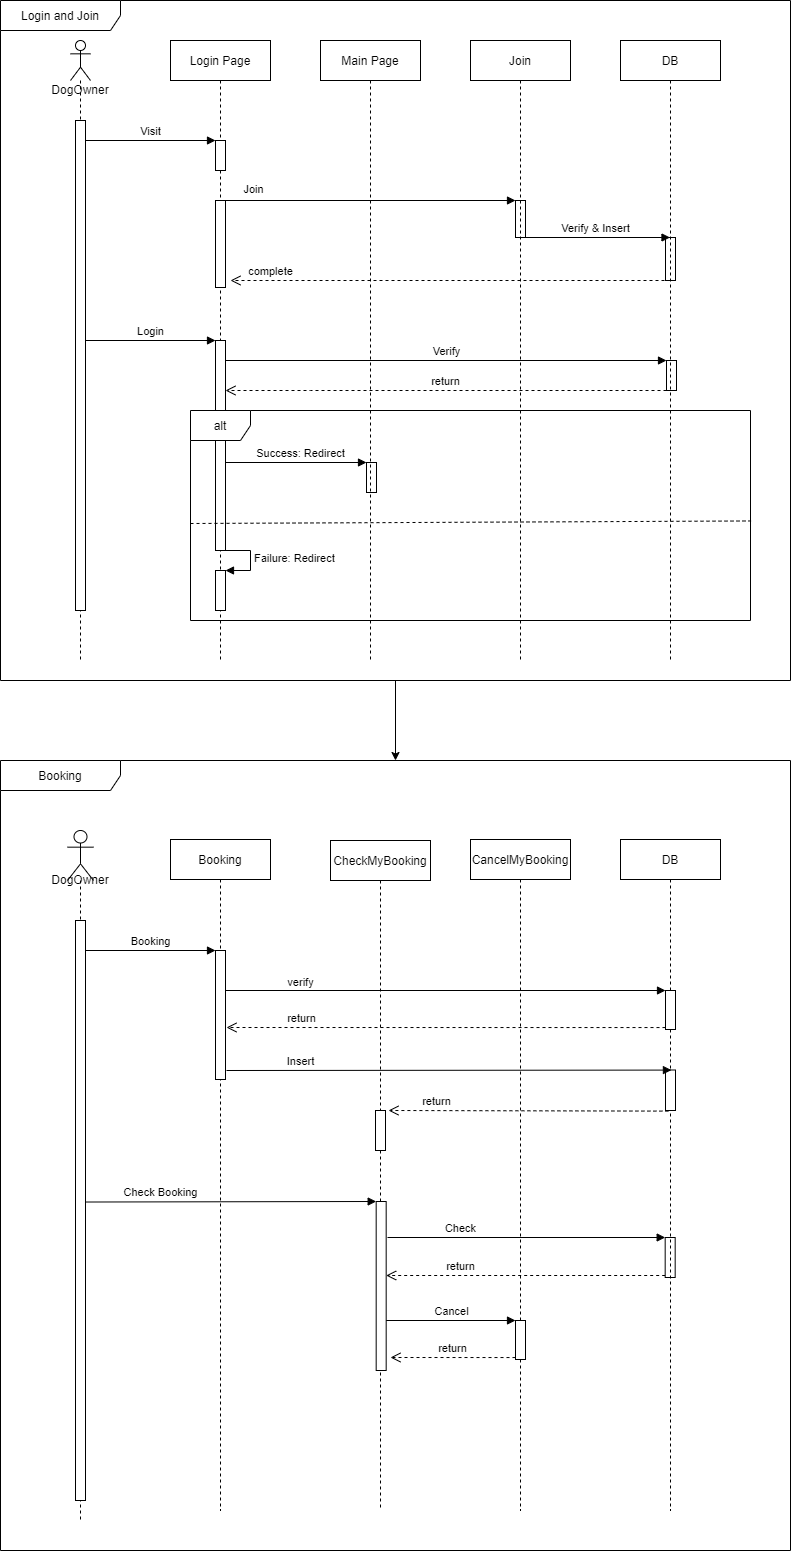 Login and Join
DogOwner
Login Page
Main Page
Join
DB
Visit
Join
Verify & Insert
complete
Login
Verify
return
alt
Success: Redirect
Failure: Redirect
Booking
DogOwner
Booking
CheckMyBooking
CancelMyBooking
DB
Booking
verify
return
Insert
return
Check Booking
Check
return
Cancel
return